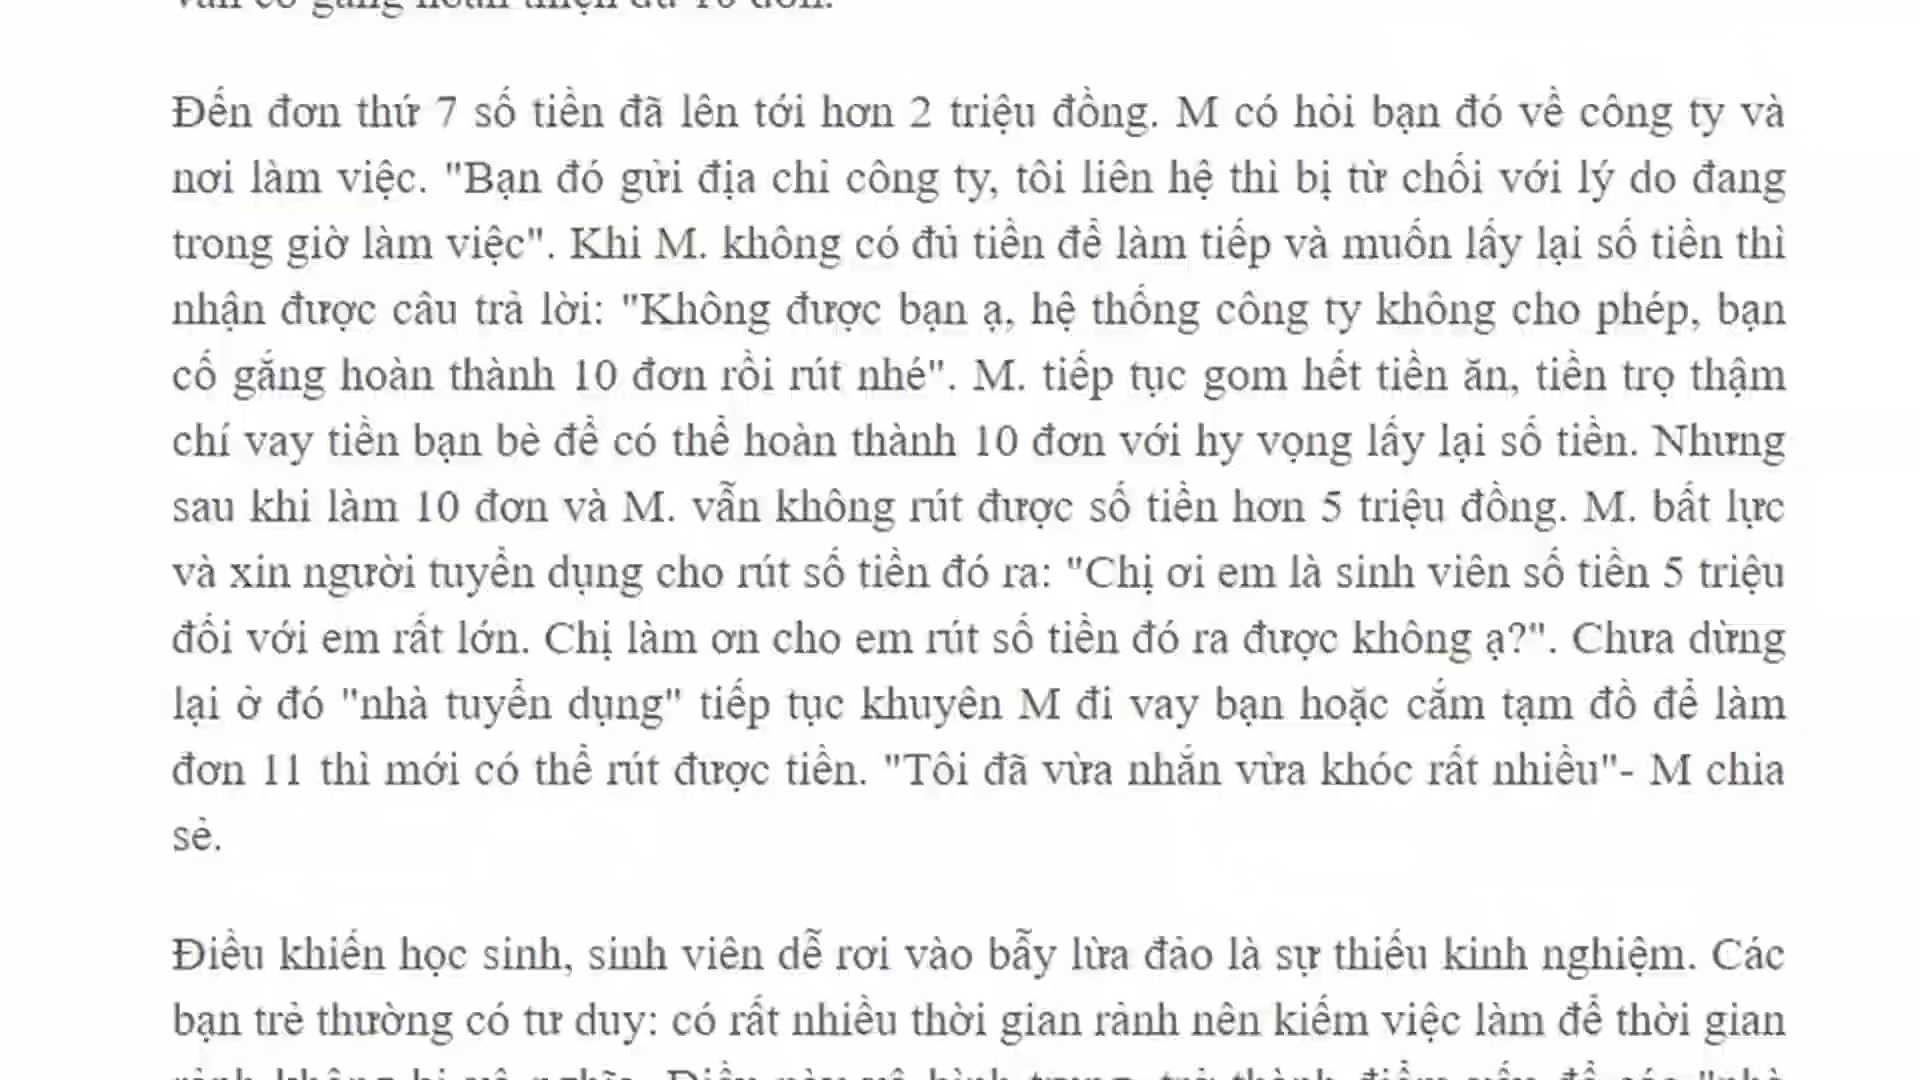 văn cố gắng hoàn thiện đủ 10 đơn.
Đến đơn thứ 7 số tiền đã lên tới hơn 2 triệu đồng. M có hỏi bạn đó về công ty và
nơi làm việc. "Bạn đó gửi địa chỉ công ty, tôi liên hệ thì bị từ chối với lý do đang
trong giờ làm việc". Khi M. không có đủ tiền để làm tiếp và muốn lấy lại số tiền thì
nhận được câu trả lời: "Không được bạn ạ, hệ thống công ty không cho phép, bạn
cố gắng hoàn thành 10 đơn rồi rút nhé". M. tiếp tục gom hết tiền ăn, tiền trọ thậm
chí vay tiền bạn bè để có thể hoàn thành 10 đơn với hy vọng lấy lại số tiền. Nhưng
sau khi làm 10 đơn và M. vẫn không rút được số tiền hơn 5 triệu đồng. M. bất lực
và xin người tuyển dụng cho rút số tiền đó ra: "Chị ơi em là sinh viên số tiền 5 triệu
đối với em rất lớn. Chị làm ơn cho em rút số tiền đó ra được không ạ?". Chưa dừng
lại ở đó "nhà tuyển dụng" tiếp tục khuyên M đi vay bạn hoặc cắm tạm đồ để làm
đơn 11 thì mới có thể rút được tiền. "Tôi đã vừa nhắn vừa khóc rất nhiều"- M chia
sẻ.
Điều khiến học sinh, sinh viên dễ rơi vào bẫy lừa đảo là sự thiếu kinh nghiệm. Các
bạn trẻ thường có tư duy: có rất nhiều thời gian rảnh nên kiếm việc làm để thời gian